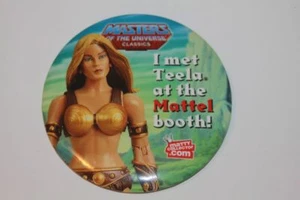 MASTERS
OF THE UNIVERSE
CLASSICS
I met
Teela®
at the
Mattel
booth!
MATTY
COLLECTOR
.com